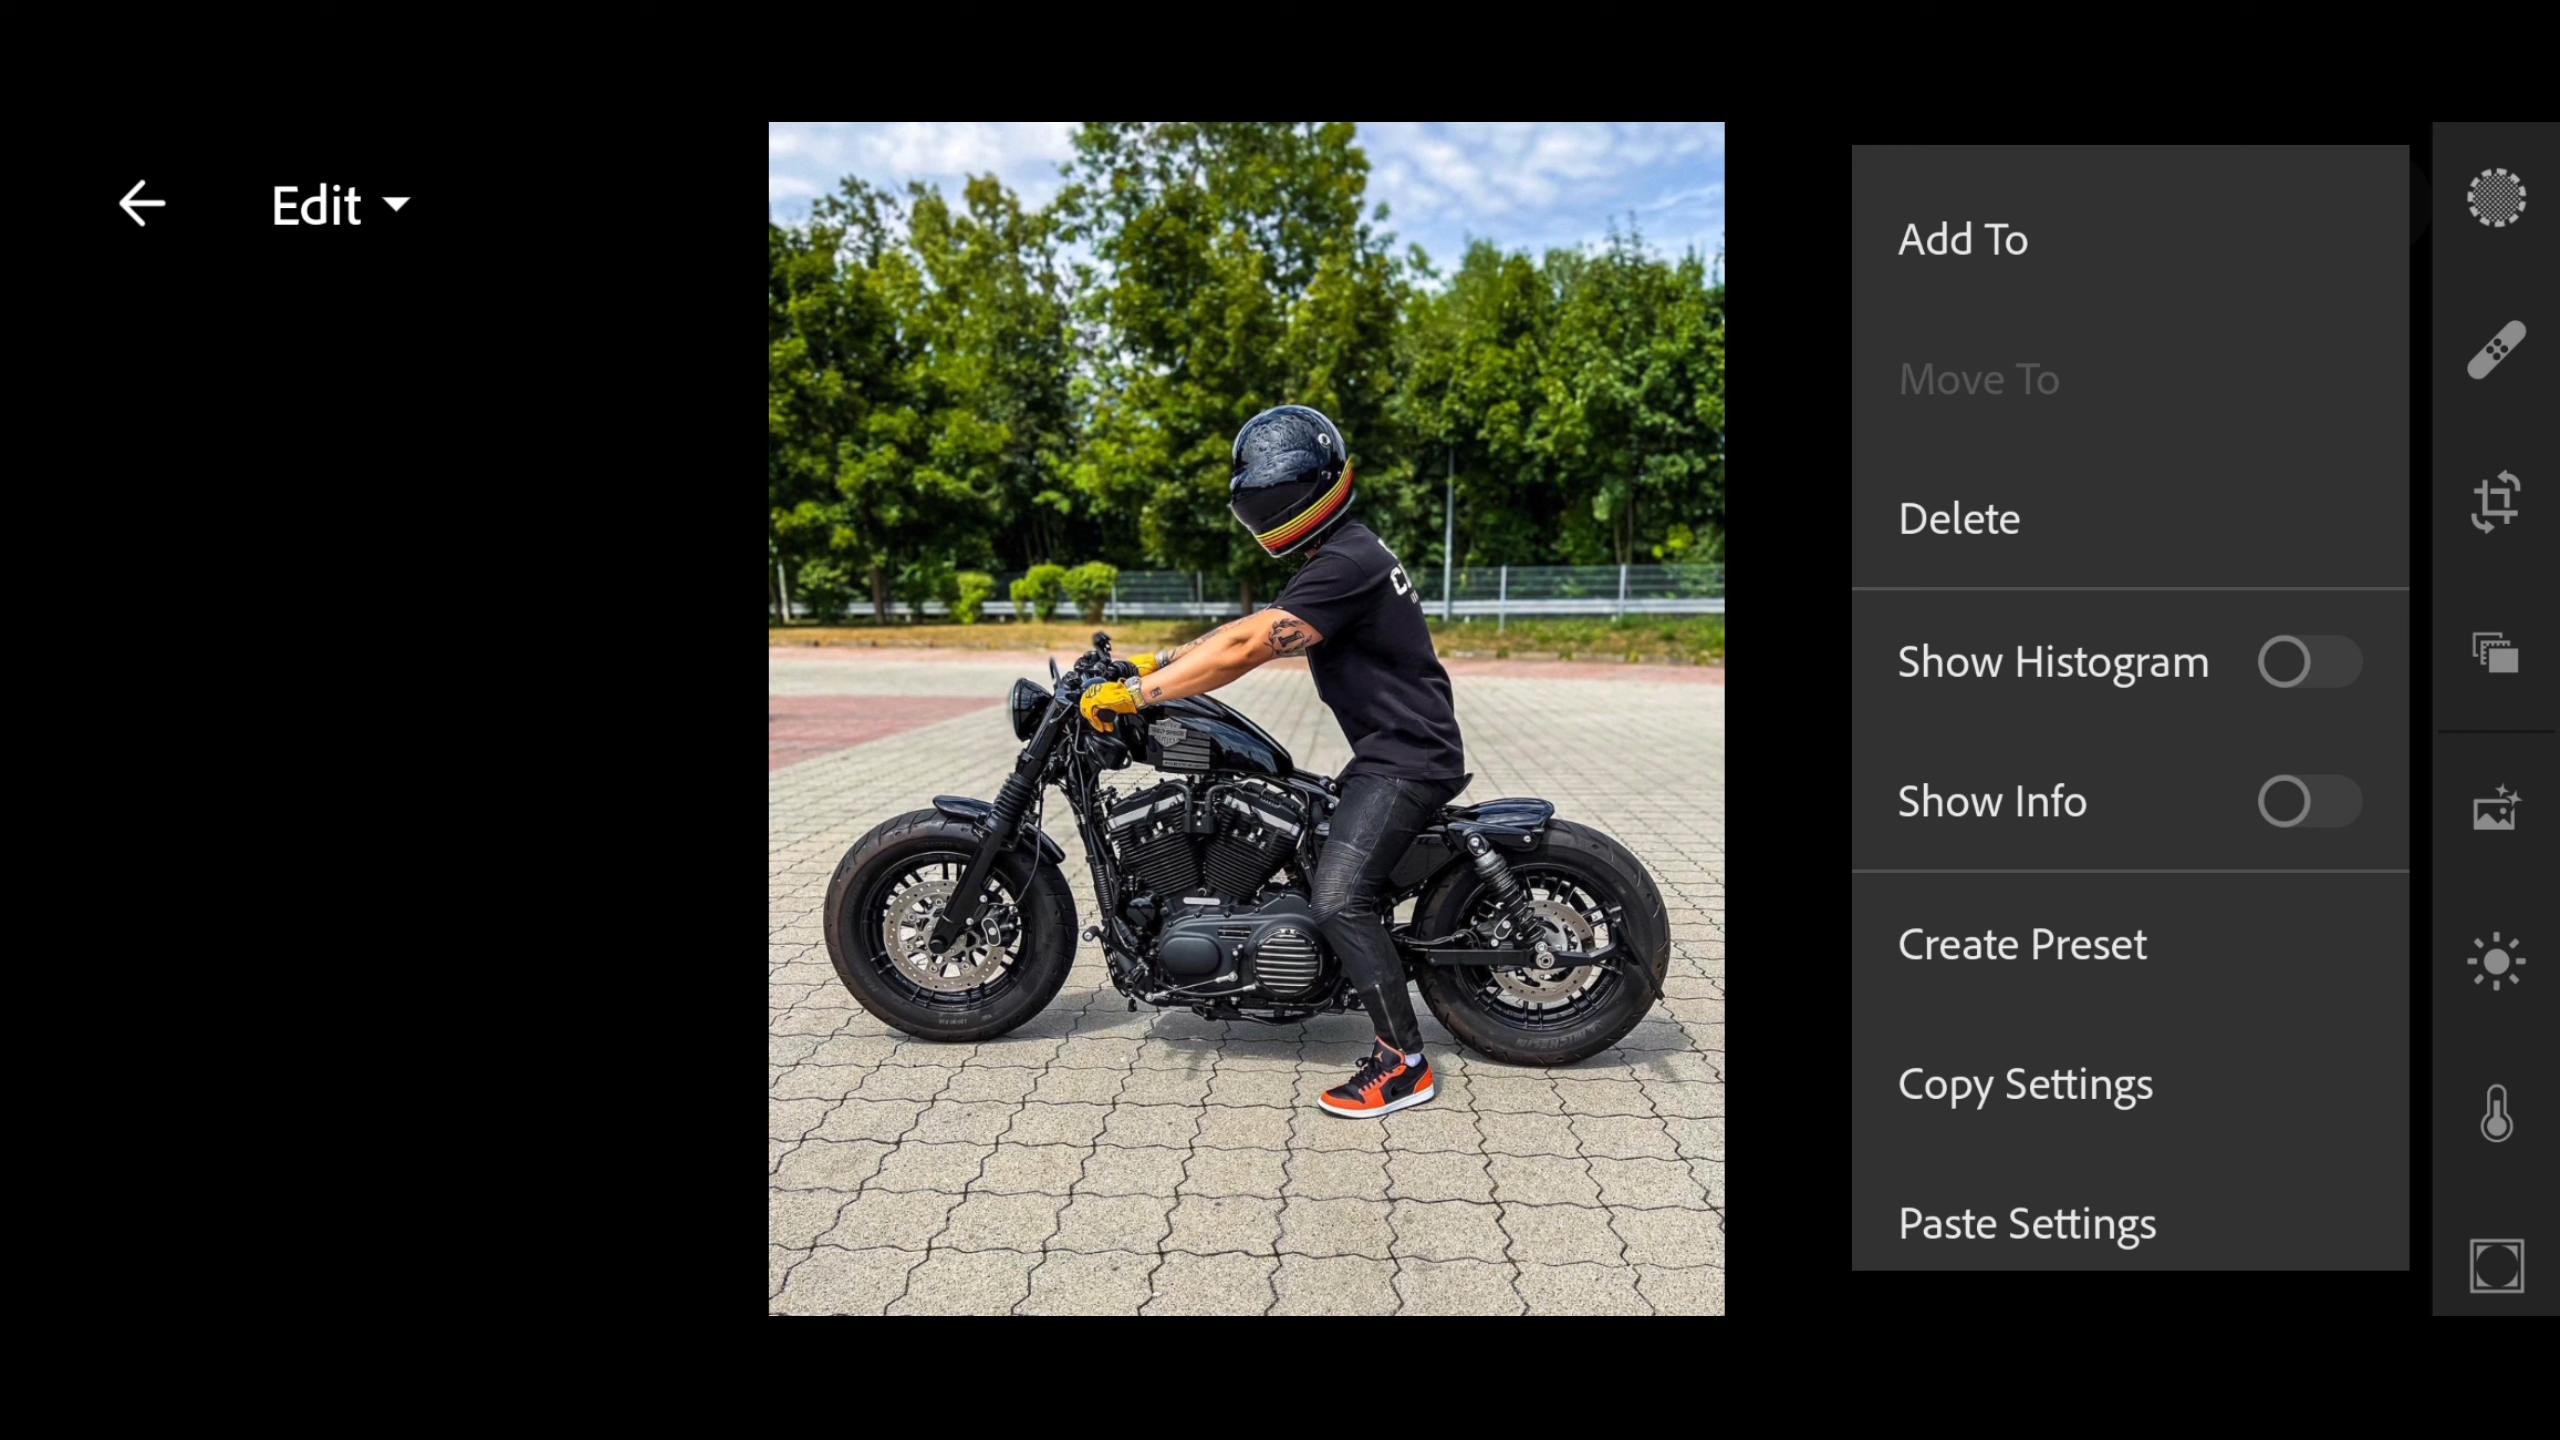 Edit
Add To
Move To
Delete
Show Histogram
Show Info
Create Preset
Copy Settings
Paste Settings